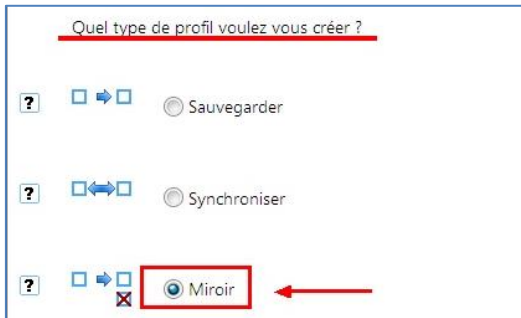 Quel type de profil voulez vous créer ?
? Sauvegarder
? Synchroniser
? Miroir